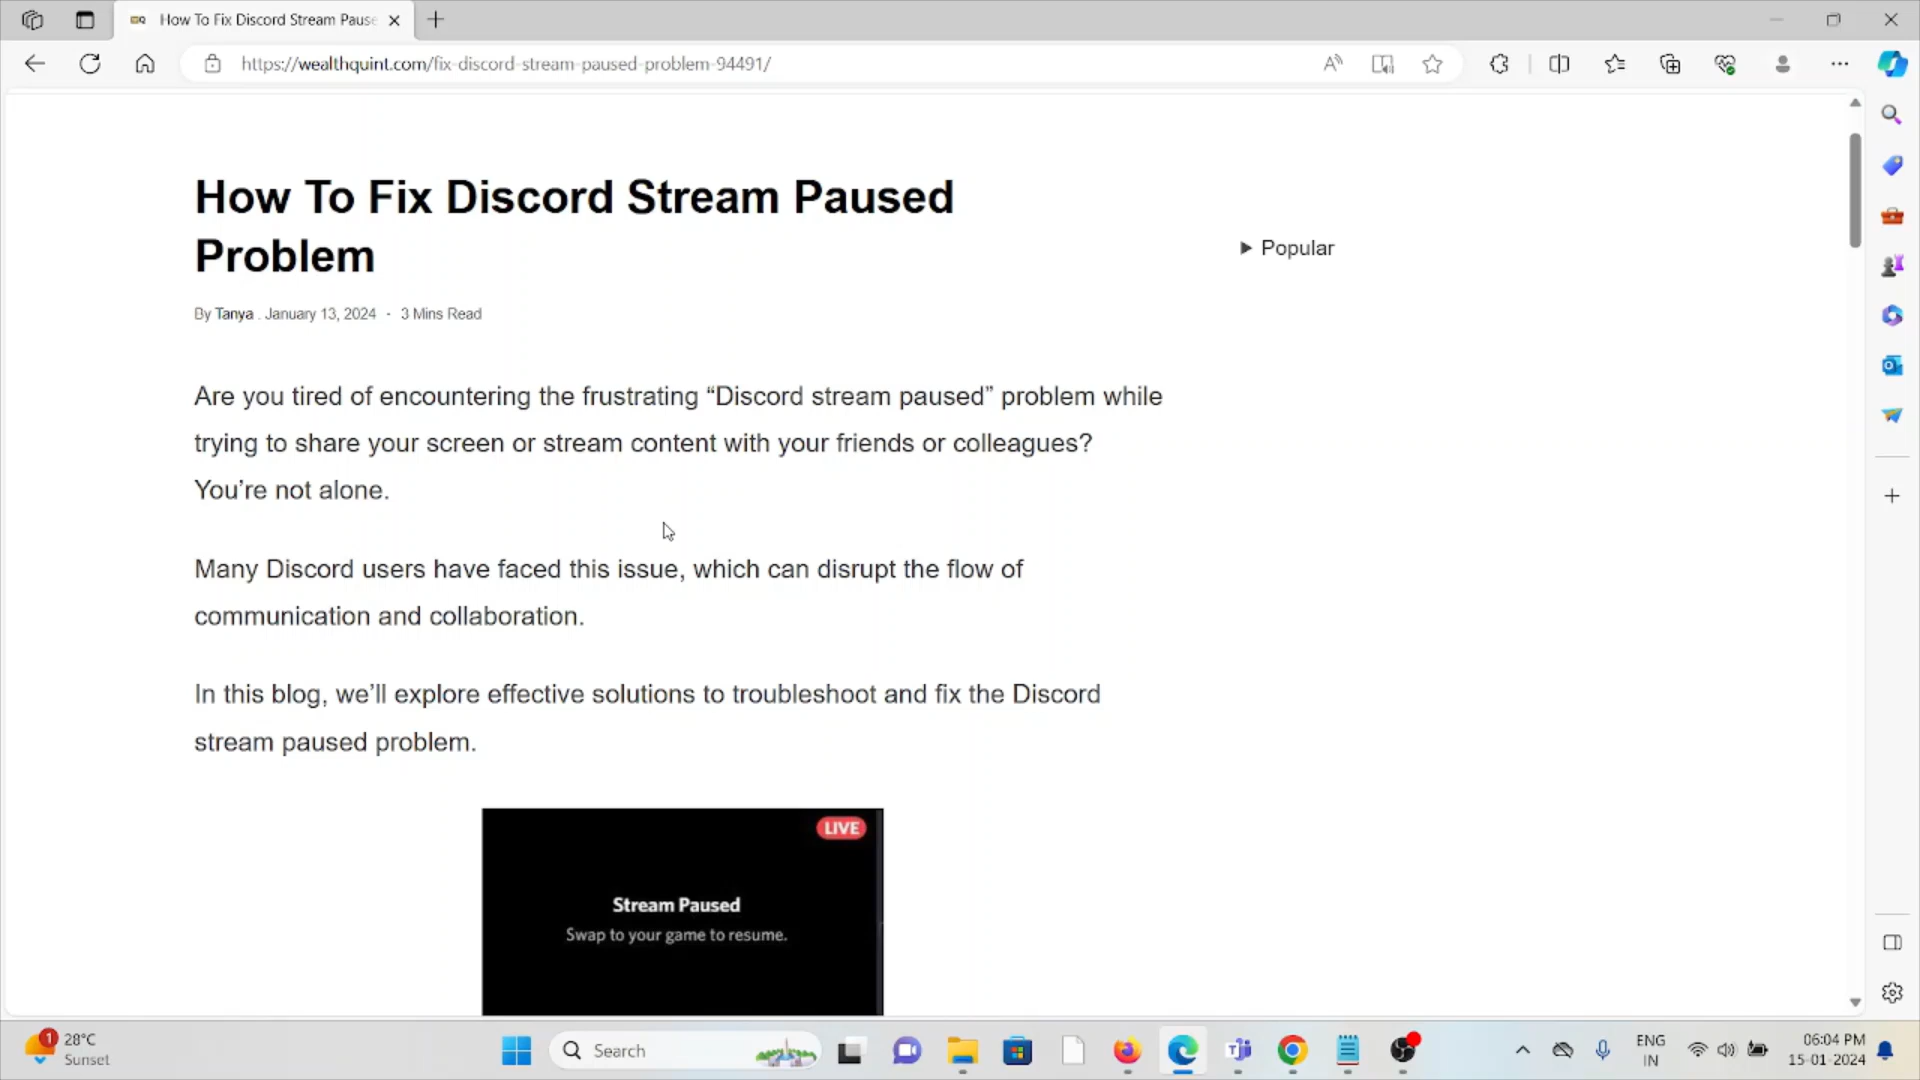 How To Fix Discord Stream Pause
https://wealthquint.com/fix-discord-stream-paused-problem-94491/
How To Fix Discord Stream Paused
Problem
By Tanya . January 13, 2024 - 3 Mins Read
Popular
Are you tired of encountering the frustrating “Discord stream paused” problem while
trying to share your screen or stream content with your friends or colleagues?
You’re not alone.
Many Discord users have faced this issue, which can disrupt the flow of
communication and collaboration.
In this blog, we’ll explore effective solutions to troubleshoot and fix the Discord
stream paused problem.
LIVE
Stream Paused
Swap to your game to resume.
1
28°C
Sunset
Search
ENG
IN
06:04 PM
15-01-2024